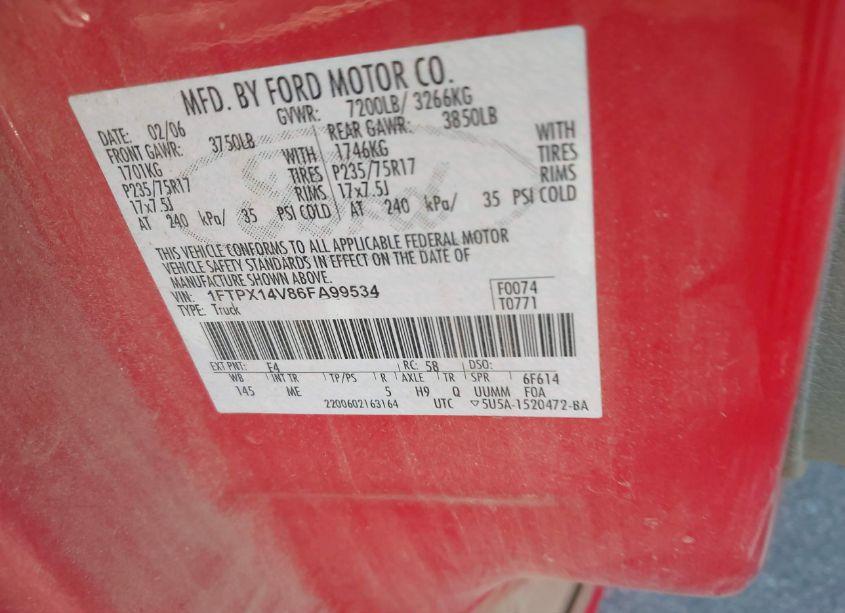 MFD. BY FORD MOTOR CO.
DATE: 02/06 GVWR: 7200LB/ 3266KG
FRONT GAWR: 3750LB REAR GAWR: 3850LB
1701KG WITH 1746KG WITH
P235/75R17 TIRES P235/75R17 TIRES
17x7.5J RIMS 17x7.5J RIMS
AT 240 kPa/ 35 PSI COLD AT 240 kPa/ 35 PSI COLD
THIS VEHICLE CONFORMS TO ALL APPLICABLE FEDERAL MOTOR
VEHICLE SAFETY STANDARDS IN EFFECT ON THE DATE OF
MANUFACTURE SHOWN ABOVE.
VIN: 1FTPX14V86FA99534 F0074
TYPE: Truck T0771
EXT PNT: F4 RC: 58 DSO:
WB INT TR TP/PS R AXLE TR SPR 6F614
145 ME 5 H9 Q UUMM F0A
2200602163164 UTC ▽5U5A-1520472-BA
Ford